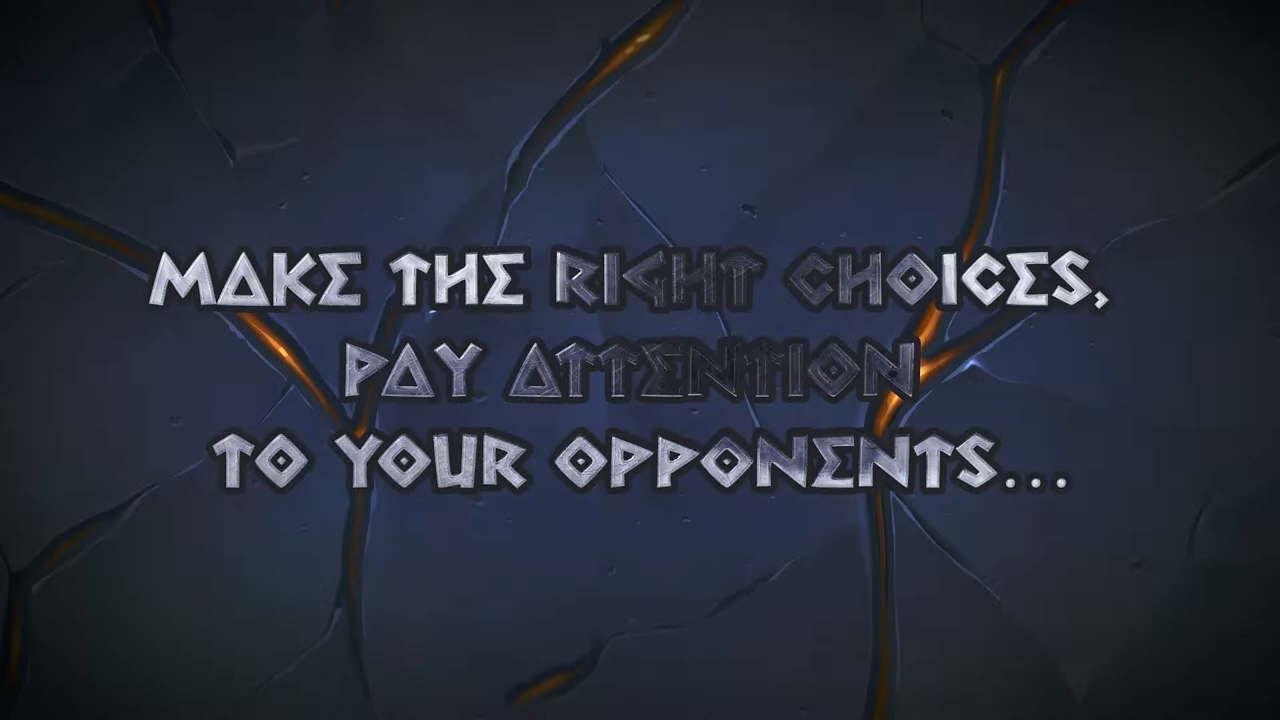 MAKE THE RIGHT CHOICES,
PAY ATTENTION
TO YOUR OPPONENTS...